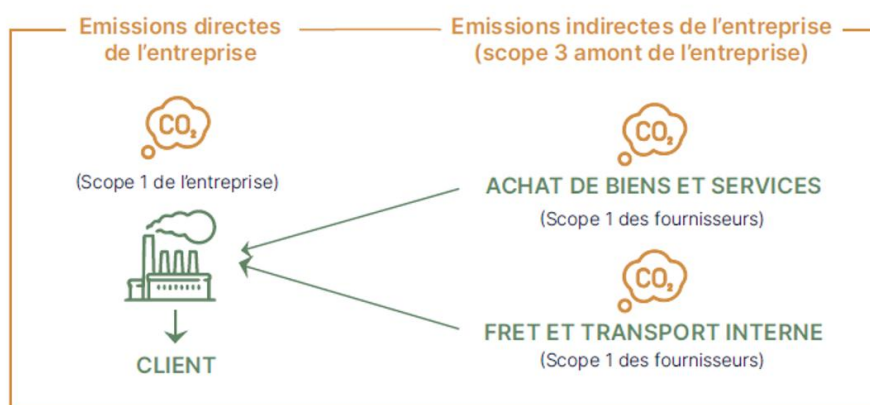 Emissions directes
de l’entreprise
Emissions indirectes de l’entreprise
(scope 3 amont de l’entreprise)
CO₂
(Scope 1 de l’entreprise)
CO₂
ACHAT DE BIENS ET SERVICES
(Scope 1 des fournisseurs)
CO₂
FRET ET TRANSPORT INTERNE
(Scope 1 des fournisseurs)
CLIENT